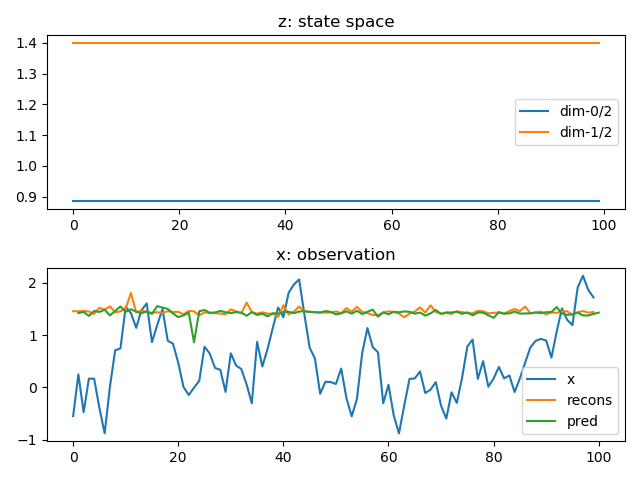 z: state space
1.4
1.3
1.2
1.1
1.0
0.9
dim-0/2
dim-1/2
0 20 40 60 80 100
x: observation
2
1
0
−1
x
recons
pred
0 20 40 60 80 100